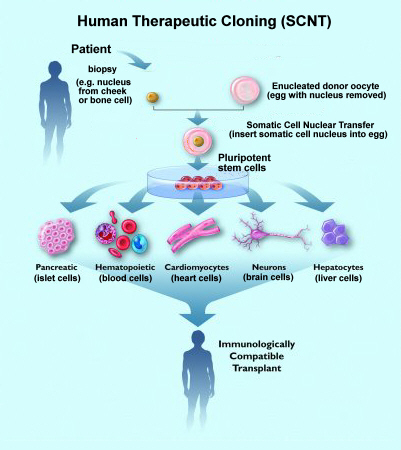 Human Therapeutic Cloning (SCNT)
Patient
biopsy
(e.g. nucleus
from cheek
or bone cell)
Enucleated donor oocyte
(egg with nucleus removed)
Somatic Cell Nuclear Transfer
(insert somatic cell nucleus into egg)
Pluripotent
stem cells
Pancreatic
(islet cells)
Hematopoietic
(blood cells)
Cardiomyocytes
(heart cells)
Neurons
(brain cells)
Hepatocytes
(liver cells)
Immunologically
Compatible
Transplant